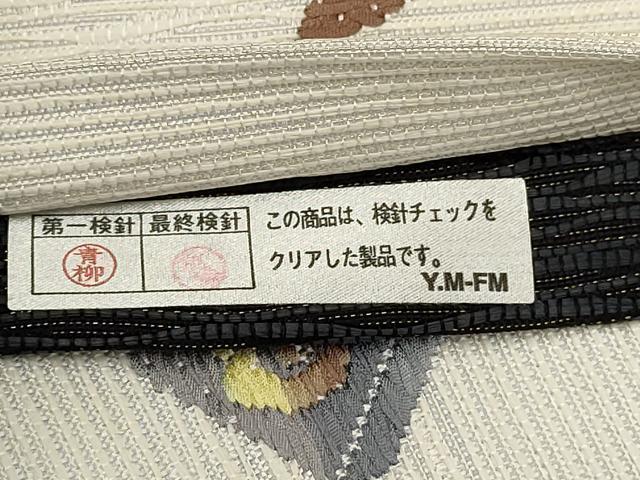 第一検針 最終検針
青柳
この商品は、検針チェックを
クリアした製品です。
Y.M-FM